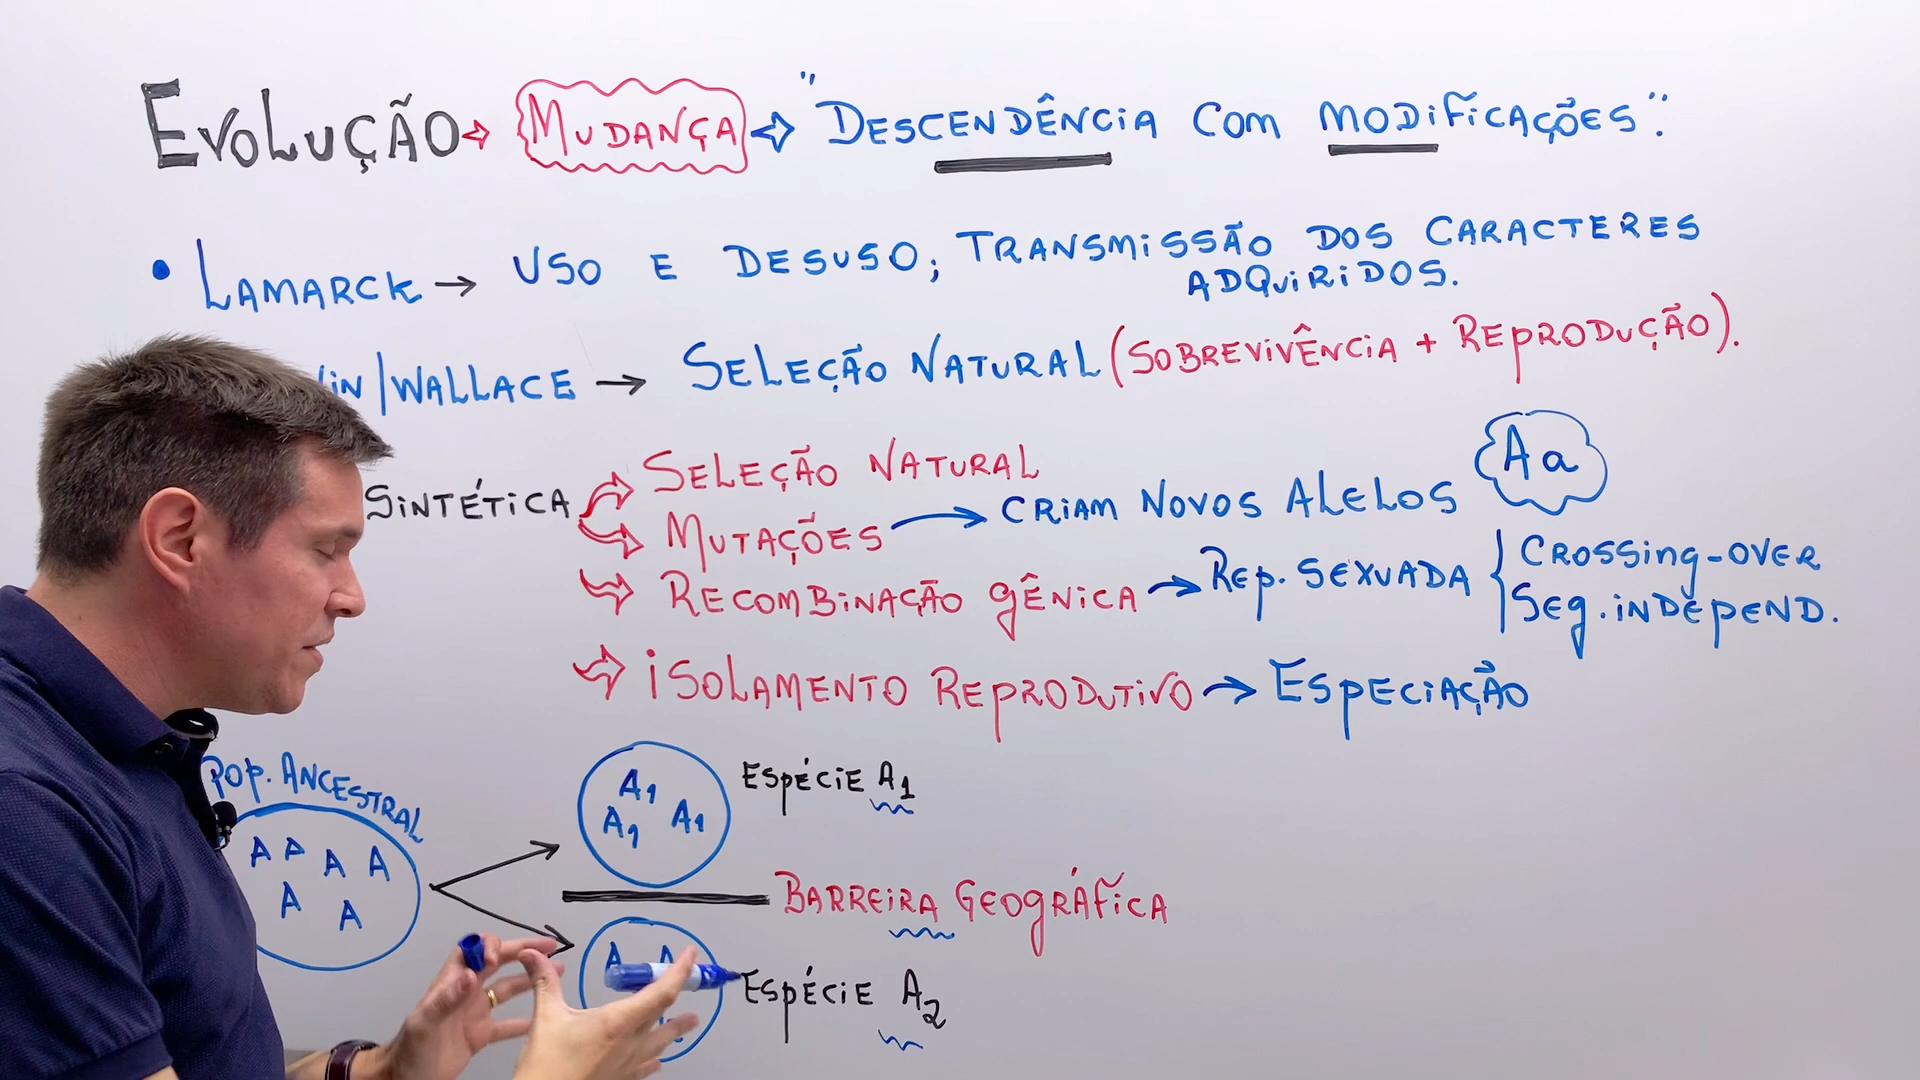 EVOLUÇÃO ⇨ MUDANÇA ⇨ "DESCENDÊNCIA COM MODIFICAÇÕES".
• LAMARCK → USO E DESUSO; TRANSMISSÃO DOS CARACTERES
ADQUIRIDOS.
WIN/WALLACE → SELEÇÃO NATURAL (SOBREVIVÊNCIA + REPRODUÇÃO).
SINTÉTICA ⇨ SELEÇÃO NATURAL
⇨ MUTAÇÕES → CRIAM NOVOS ALELOS Aa
⇨ RECOMBINAÇÃO GÊNICA → REP. SEXUADA { CROSSING-OVER
SEG. INDEPEND.
⇨ ISOLAMENTO REPRODUTIVO → ESPECIAÇÃO
POP. ANCESTRAL
A A A A
A A
A1
A1 A1
ESPÉCIE A1
BARREIRA GEOGRÁFICA
A A
ESPÉCIE A2